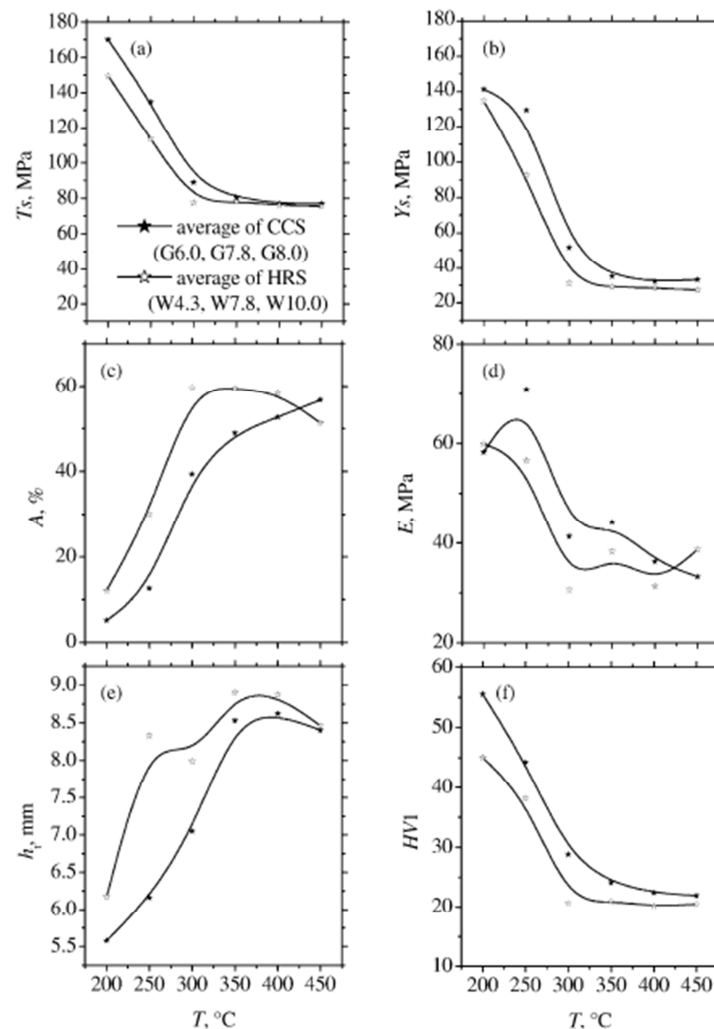 180
160
140
120
100
80
60
40
20
Ts, MPa
(a)
average of CCS
(G6.0, G7.8, G8.0)
average of HRS
(W4.3, W7.8, W10.0)
180
160
140
120
100
80
60
40
20
Ys, MPa
(b)
60
40
20
0
A, %
(c)
80
60
40
20
E, MPa
(d)
9.0
8.5
8.0
7.5
7.0
6.5
6.0
5.5
mm
(e)
200 250 300 350 400 450
T, °C
60
50
40
30
20
10
HV1
(f)
200 250 300 350 400 450
T, °C